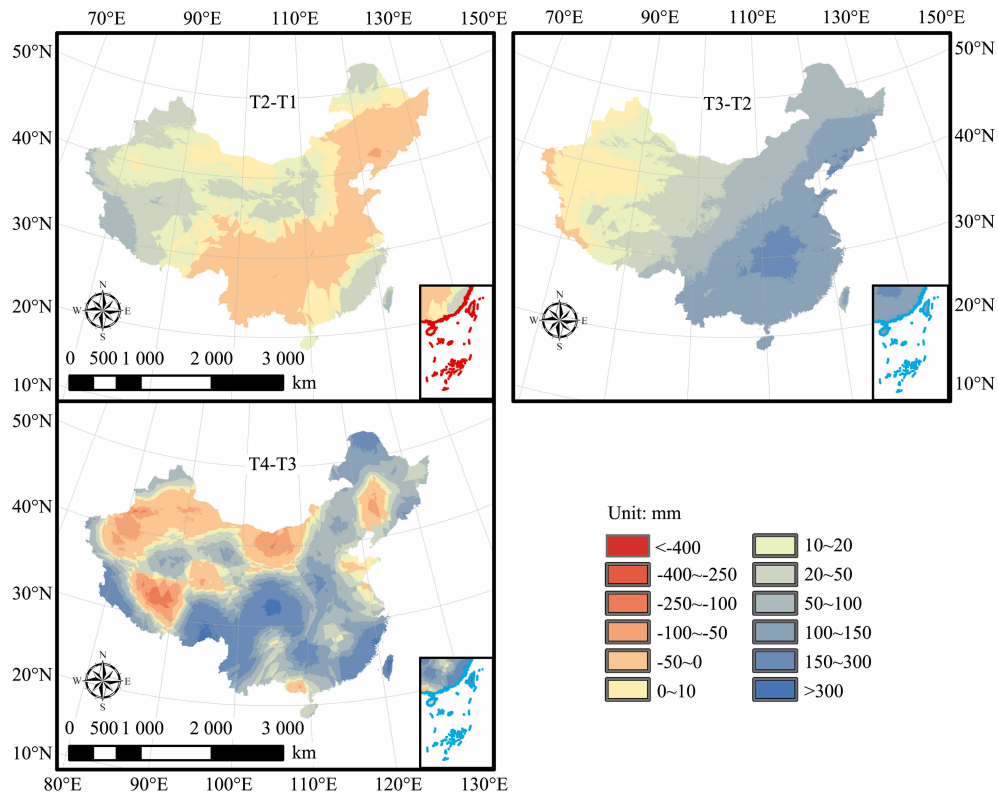 70°E 90°E 110°E 130°E 150°E 70°E 90°E 110°E 130°E 150°E
50°N 50°N
T2-T1 T3-T2
40°N 40°N
30°N 30°N
N N
20°N 20°N
W E W E
S S
0 500 1 000 2 000 3 000
km
10°N 10°N
50°N
T4-T3
40°N
Unit: mm
<-400 10~20
-400~-250 20~50
30°N
-250~-100 50~100
-100~-50 100~150
-50~0 150~300
20°N
N
W E
S
0~10 >300
0 500 1 000 2 000 3 000
km
10°N
80°E 90°E 100°E 110°E 120°E 130°E